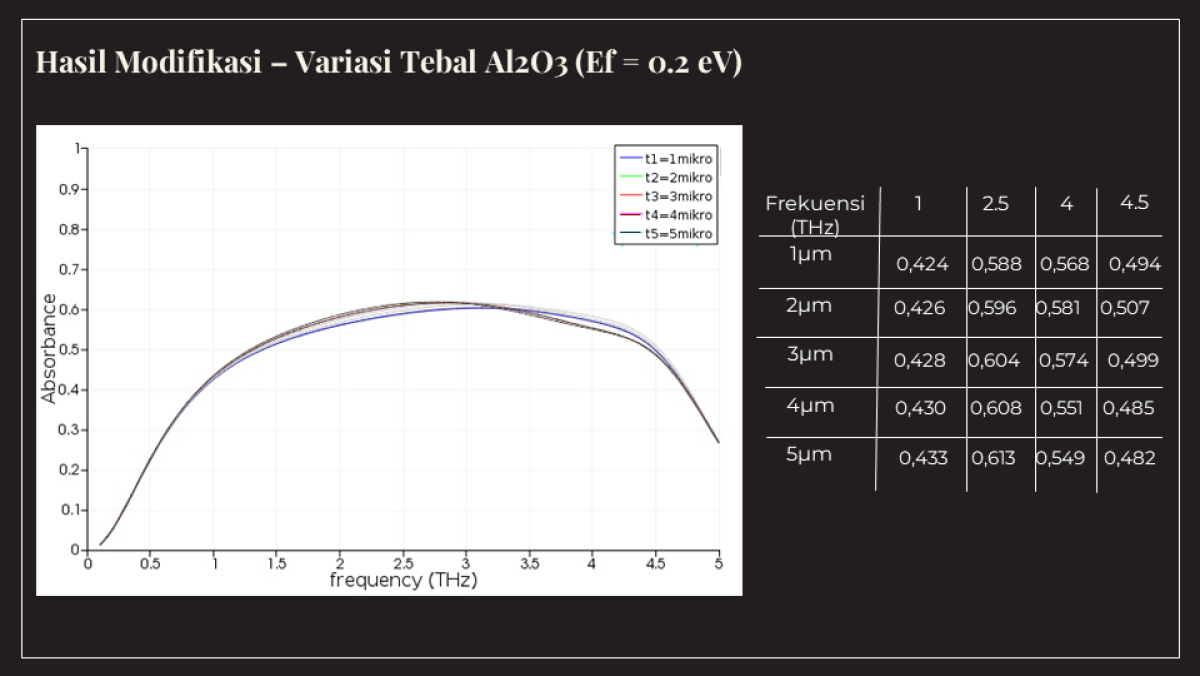 Hasil Modifikasi – Variasi Tebal Al2O3 (Ef = 0.2 eV)
1
0.9
0.8
0.7
0.6
0.5
0.4
0.3
0.2
0.1
0
Absorbance
t1=1mikro
t2=2mikro
t3=3mikro
t4=4mikro
t5=5mikro
0 0.5 1 1.5 2 2.5 3 3.5 4 4.5 5
frequency (THz)
Frekuensi (THz) 1 2.5 4 4.5
1µm 0,424 0,588 0,568 0,494
2µm 0,426 0,596 0,581 0,507
3µm 0,428 0,604 0,574 0,499
4µm 0,430 0,608 0,551 0,485
5µm 0,433 0,613 0,549 0,482